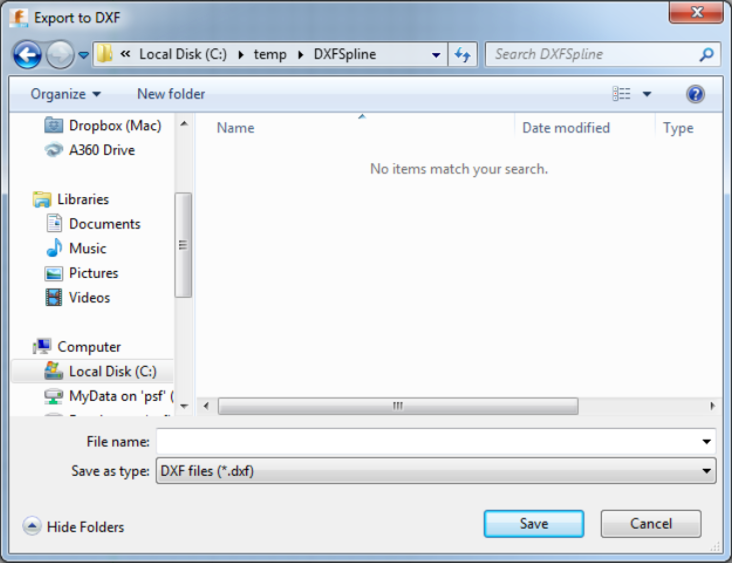 Export to DXF
« Local Disk (C:) temp DXFSpline Search DXFSpline
Organize New folder
Name Date modified Type
No items match your search.
Dropbox (Mac)
A360 Drive
Libraries
Documents
Music
Pictures
Videos
Computer
Local Disk (C:)
MyData on 'psf' (
File name:
Save as type: DXF files (*.dxf)
Hide Folders Save Cancel